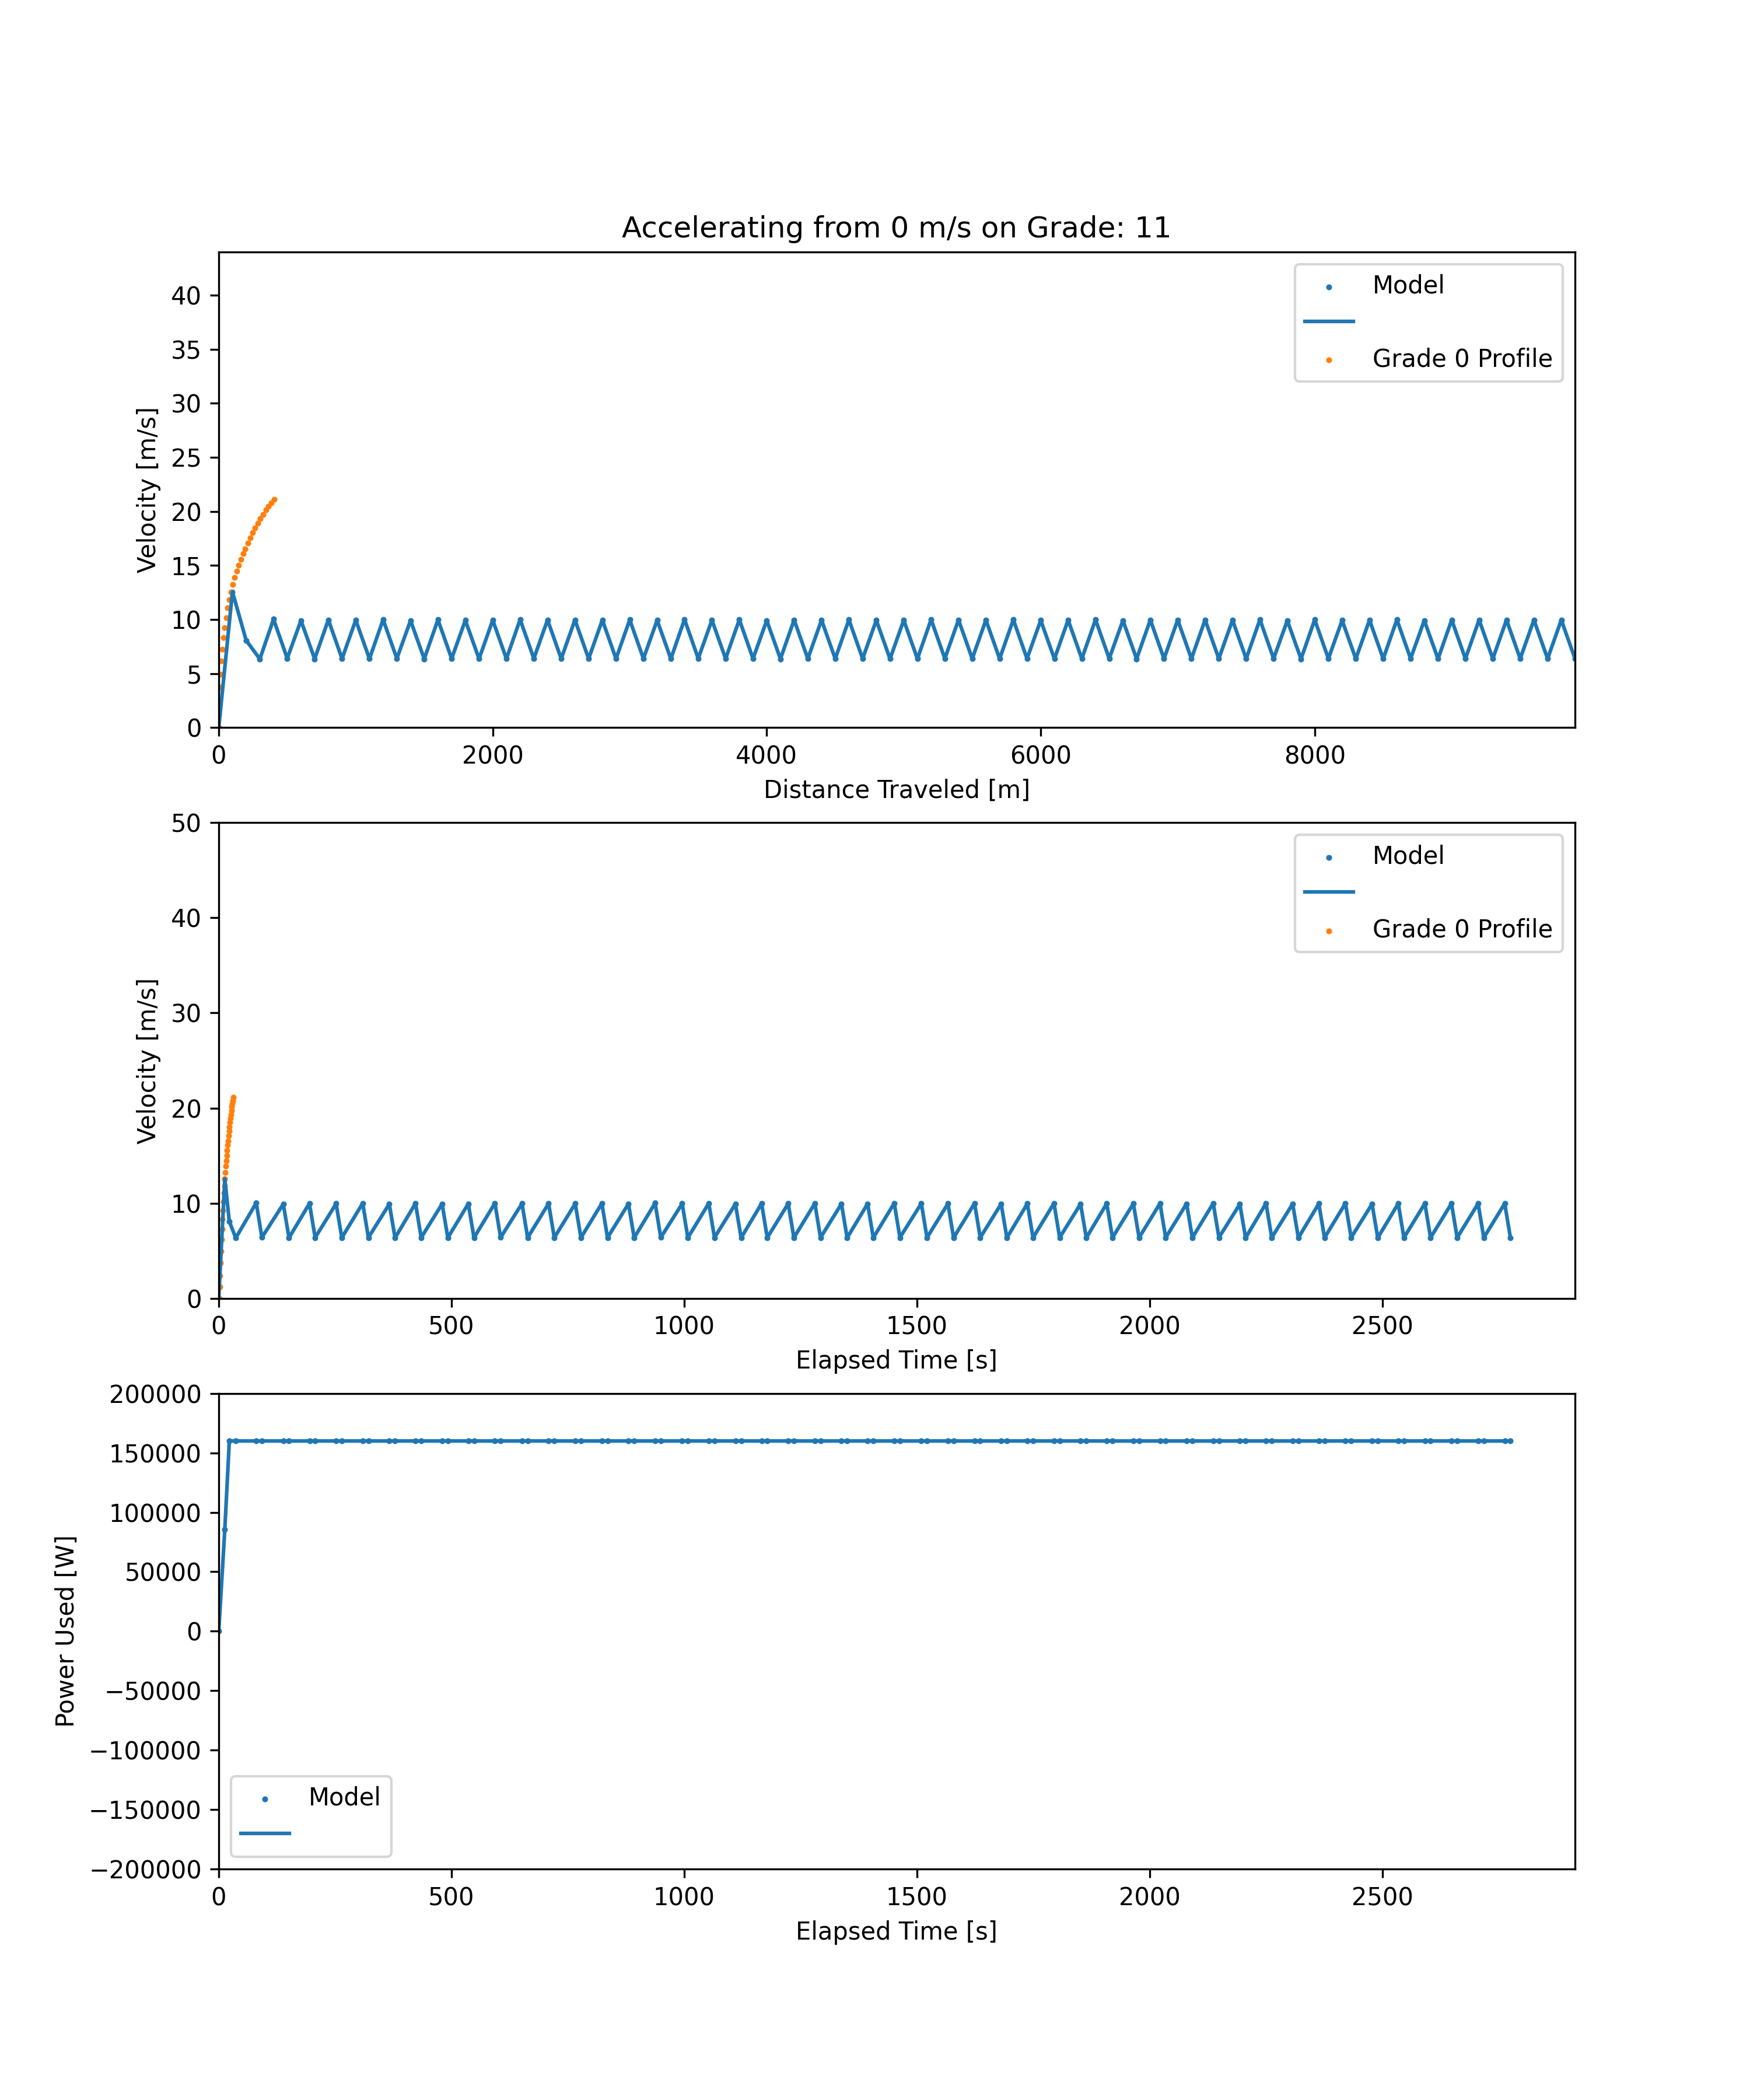 Accelerating from 0 m/s on Grade: 11
40
35
30
25
20
15
10
5
0
Velocity [m/s]
Model
Grade 0 Profile
0 2000 4000 6000 8000
Distance Traveled [m]
50
40
30
20
10
0
Velocity [m/s]
Model
Grade 0 Profile
0 500 1000 1500 2000 2500
Elapsed Time [s]
200000
150000
100000
50000
0
−50000
−100000
−150000
−200000
Power Used [W]
Model
0 500 1000 1500 2000 2500
Elapsed Time [s]